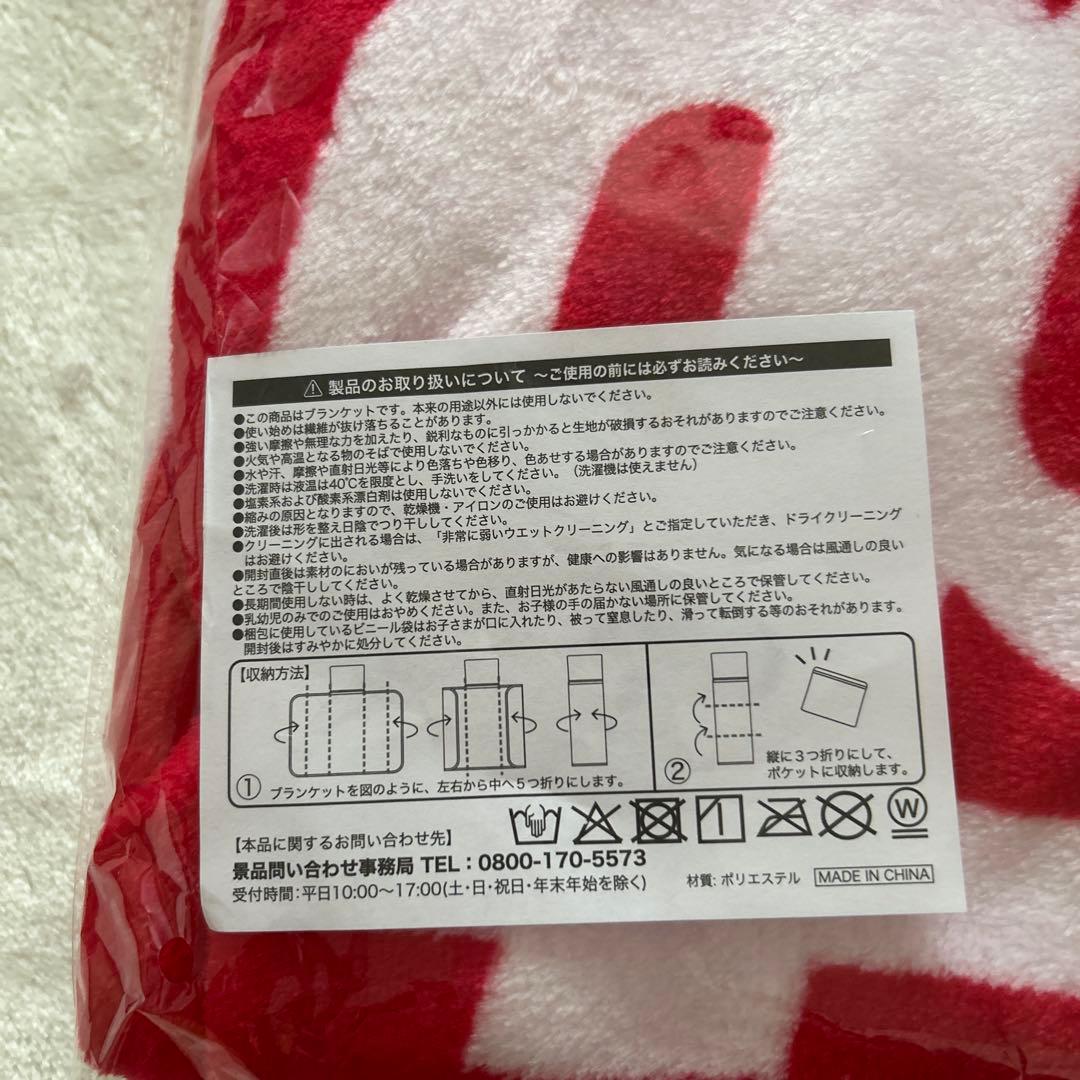 ⚠ 製品のお取り扱いについて ～ご使用の前には必ずお読みください～
●この商品はブランケットです。本来の用途以外には使用しないでください。
●使い始めは繊維が抜け落ちることがあります。
●強い摩擦や無理な力を加えたり、鋭利なものに引っかかると生地が破損するおそれがありますのでご注意ください。
●火気や高温となる物のそばで使用しないでください。
●水や汗、摩擦や直射日光等により色落ちや色移り、色あせする場合がありますのでご注意ください。
●洗濯時は液温は40℃を限度とし、手洗いをしてください。（洗濯機は使えません）
●塩素系および酸素系漂白剤は使用しないでください。
●縮みの原因となりますので、乾燥機・アイロンのご使用はお避けください。
●洗濯後は形を整え日陰でつり干ししてください。
●クリーニングに出される場合は、「非常に弱いウエットクリーニング」とご指定していただき、ドライクリーニング
はお避けください。
●開封直後は素材のにおいが残っている場合がありますが、健康への影響はありません。気になる場合は風通しの良い
ところで陰干ししてください。
●長期間使用しない時は、よく乾燥させてから、直射日光があたらない風通しの良いところで保管してください。
●乳幼児のみでのご使用はおやめください。また、お子様の手の届かない場所に保管してください。
●梱包に使用しているビニール袋はお子さまが口に入れたり、被って窒息したり、滑って転倒する等のおそれがあります。
開封後はすみやかに処分してください。
【収納方法】
① ブランケットを図のように、左右から中へ5つ折りにします。
② 縦に3つ折りにして、
ポケットに収納します。
W
【本品に関するお問い合わせ先】
景品問い合わせ事務局 TEL：0800-170-5573
受付時間：平日10:00～17:00(土・日・祝日・年末年始を除く)
材質：ポリエステル MADE IN CHINA